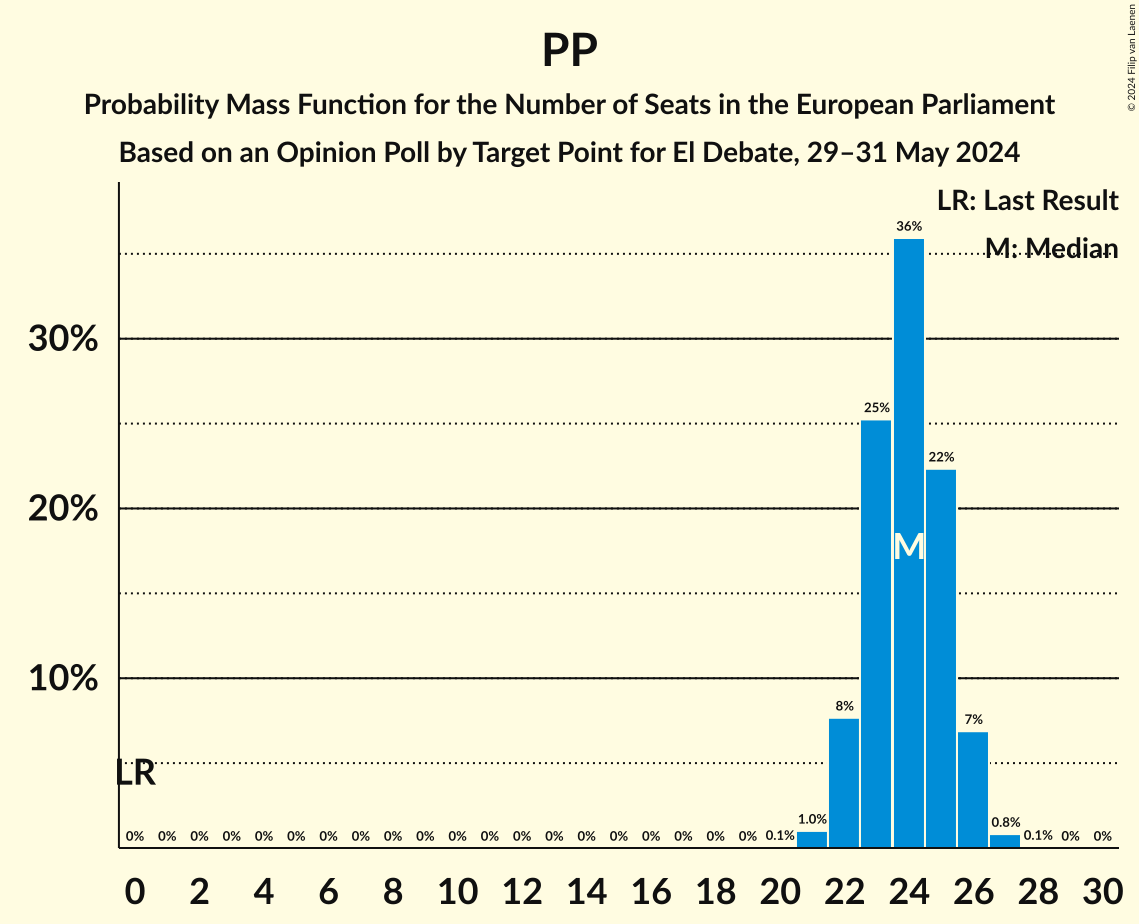 PP
Probability Mass Function for the Number of Seats in the European Parliament
Based on an Opinion Poll by Target Point for El Debate, 29–31 May 2024
© 2024 Filip van Laenen
LR: Last Result
M: Median
36%
30%
25%
22%
20%
M
10%
8%
7%
LR
0% 0% 0% 0% 0% 0% 0% 0% 0% 0% 0% 0% 0% 0% 0% 0% 0% 0% 0% 0% 0.1% 1.0% 0.8% 0.1% 0% 0%
0 2 4 6 8 10 12 14 16 18 20 22 24 26 28 30